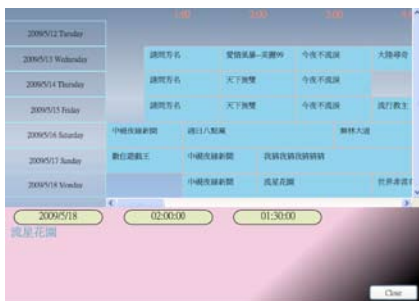 1:00 2:00 3:00
2009/5/12 Tuesday
2009/5/13 Wednesday 請問芳名 愛情風暴--美麗99 今夜不流淚 大陸尋奇
2009/5/14 Thursday 請問芳名 天下無雙 今夜不流淚
2009/5/15 Friday 請問芳名 天下無雙 今夜不流淚 流行教主
2009/5/16 Saturday 中視夜線新聞 週日八點黨 無林大道
2009/5/17 Sunday 數位遊戲王 中視夜線新聞 我猜我猜我猜猜猜
2009/5/18 Monday 中視夜線新聞 流星花園
2009/5/18 02:00:00 01:30:00
流星花園
Close